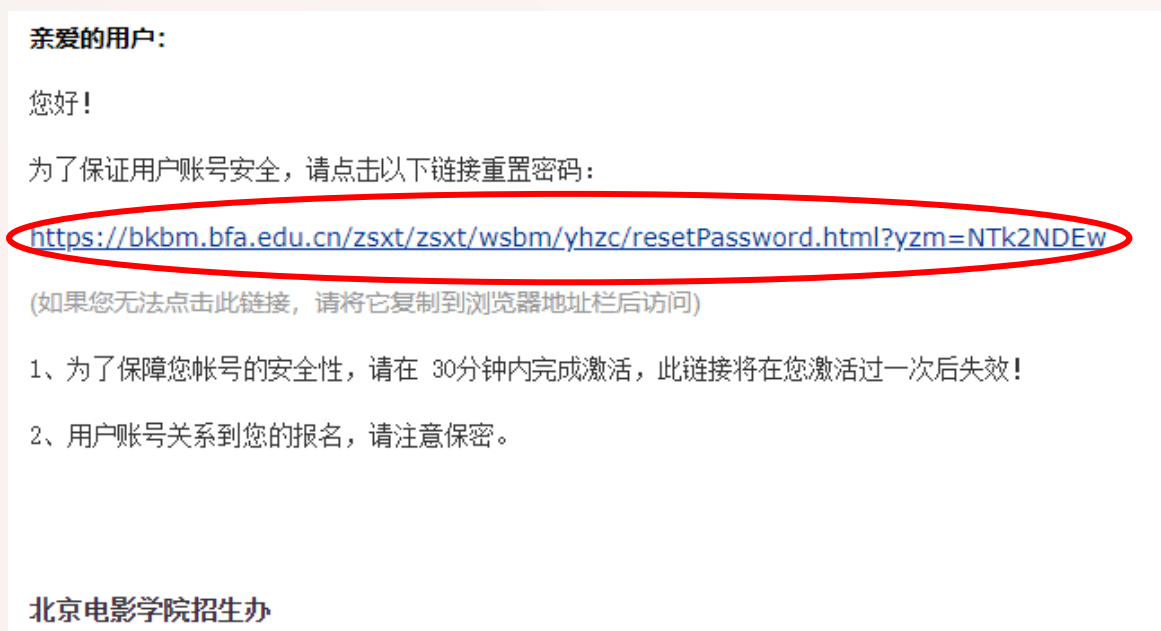 亲爱的用户：
您好！
为了保证用户账号安全，请点击以下链接重置密码：
https://bkbm.bfa.edu.cn/zsxt/zsxt/wsbm/yhzc/resetPassword.html?yzm=NTk2NDEw
(如果您无法点击此链接，请将它复制到浏览器地址栏后访问)
1、为了保障您帐号的安全性，请在 30分钟内完成激活，此链接将在您激活过一次后失效！
2、用户账号关系到您的报名，请注意保密。
北京电影学院招生办